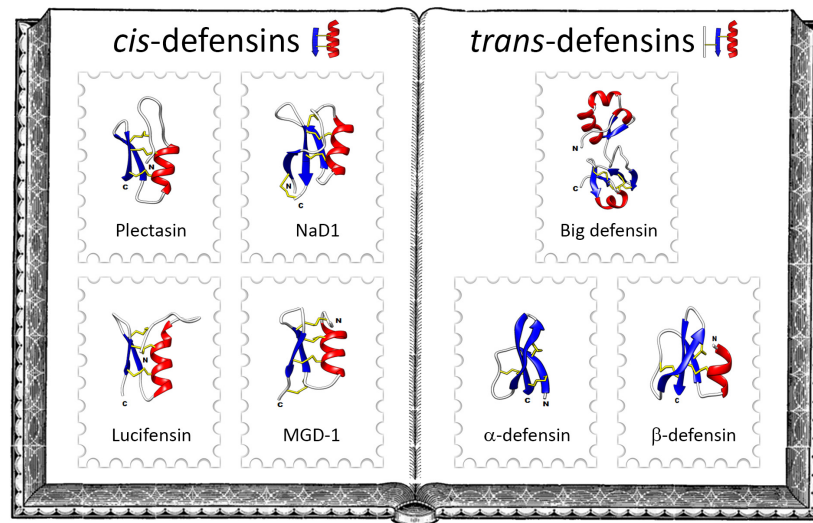 cis-defensins
trans-defensins
N
C
Plectasin
N
C
NaD1
N
C
Big defensin
N
C
Lucifensin
N
C
MGD-1
C
N
α-defensin
N
C
β-defensin